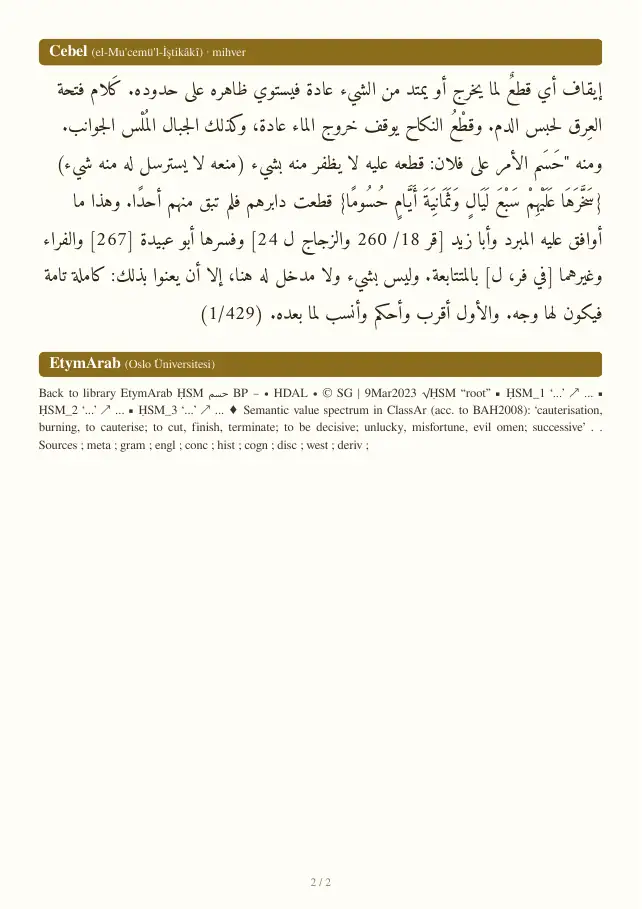 Cebel (el-Mu'cemü'l-İştikâkî) · mihver
إيقاف أي قطعٌ لما يخرج أو يمتد من الشيء عادة فيستوي ظاهره على حدوده. كَلام فتحة
العِرق لحبس الدم. وقطْعُ النكاح يوقف خروج الماء عادة، وكذلك الجبال المُلْس الجوانب.
ومنه "حَسَم الأمر على فلان: قطعه عليه لا يظفر منه بشيء (منعه لا يسترسل له منه شيء)
{سَخَّرَهَا عَلَيْهِمْ سَبْعَ لَيَالٍ وَثَمَانِيَةَ أَيَّامٍ حُسُومًا} قطعت دابرهم فلم تبق منهم أحدًا. وهذا ما
أوافق عليه المبرد وأبا زيد [قر 18/ 260 والزجاج ل 24] وفسرها أبو عبيدة [267] والفراء
وغيرهما [في فر، ل] بالمتتابعة. وليس بشيء ولا مدخل له هنا، إلا أن يعنوا بذلك: كاملة تامة
فيكون لها وجه. والأول أقرب وأحكم وأنسب لما بعده. (1/429)
EtymArab (Oslo Üniversitesi)
Back to library EtymArab ḤSM حسم BP – • HDAL • © SG | 9Mar2023 √ḤSM “root” ▪ ḤSM_1 ‘...’ ↗ ... ▪
ḤSM_2 ‘...’ ↗ ... ▪ ḤSM_3 ‘...’ ↗ ... ♦ Semantic value spectrum in ClassAr (acc. to BAH2008): ‘cauterisation,
burning, to cauterise; to cut, finish, terminate; to be decisive; unlucky, misfortune, evil omen; successive’ . .
Sources ; meta ; gram ; engl ; conc ; hist ; cogn ; disc ; west ; deriv ;
2 / 2